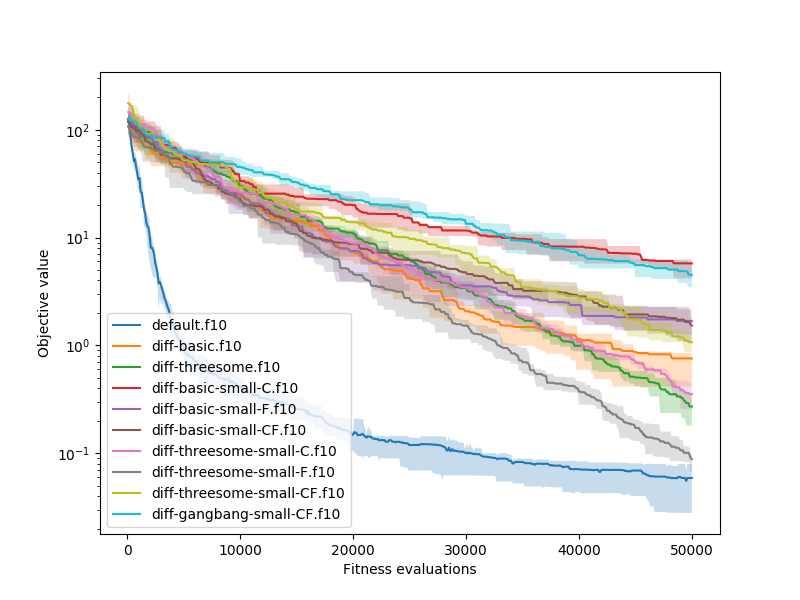 Objective value
10²
10¹
10⁰
10⁻¹
default.f10
diff-basic.f10
diff-threesome.f10
diff-basic-small-C.f10
diff-basic-small-F.f10
diff-basic-small-CF.f10
diff-threesome-small-C.f10
diff-threesome-small-F.f10
diff-threesome-small-CF.f10
diff-gangbang-small-CF.f10
0 10000 20000 30000 40000 50000
Fitness evaluations